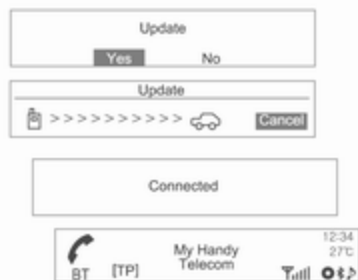 Update
Yes No
Update
> > > > > > > > > > Cancel
Connected
12:34
My Handy 27°C
BT [TP] Telecom